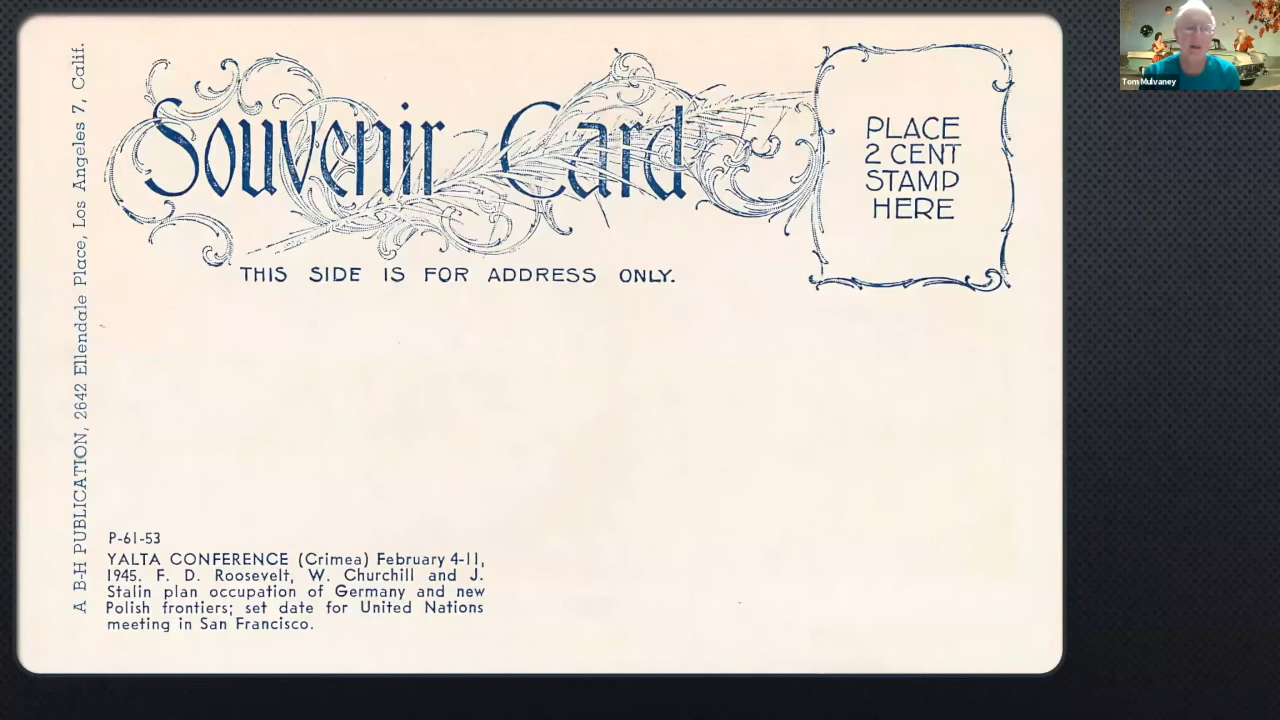 Souvenir Card
PLACE
2 CENT
STAMP
HERE
THIS SIDE IS FOR ADDRESS ONLY.
A B-H PUBLICATION, 2642 Ellendale Place, Los Angeles 7, Calif.
P-61-53
YALTA CONFERENCE (Crimea) February 4-11,
1945. F. D. Roosevelt, W. Churchill and J.
Stalin plan occupation of Germany and new
Polish frontiers; set date for United Nations
meeting in San Francisco.
Tom Mulvaney